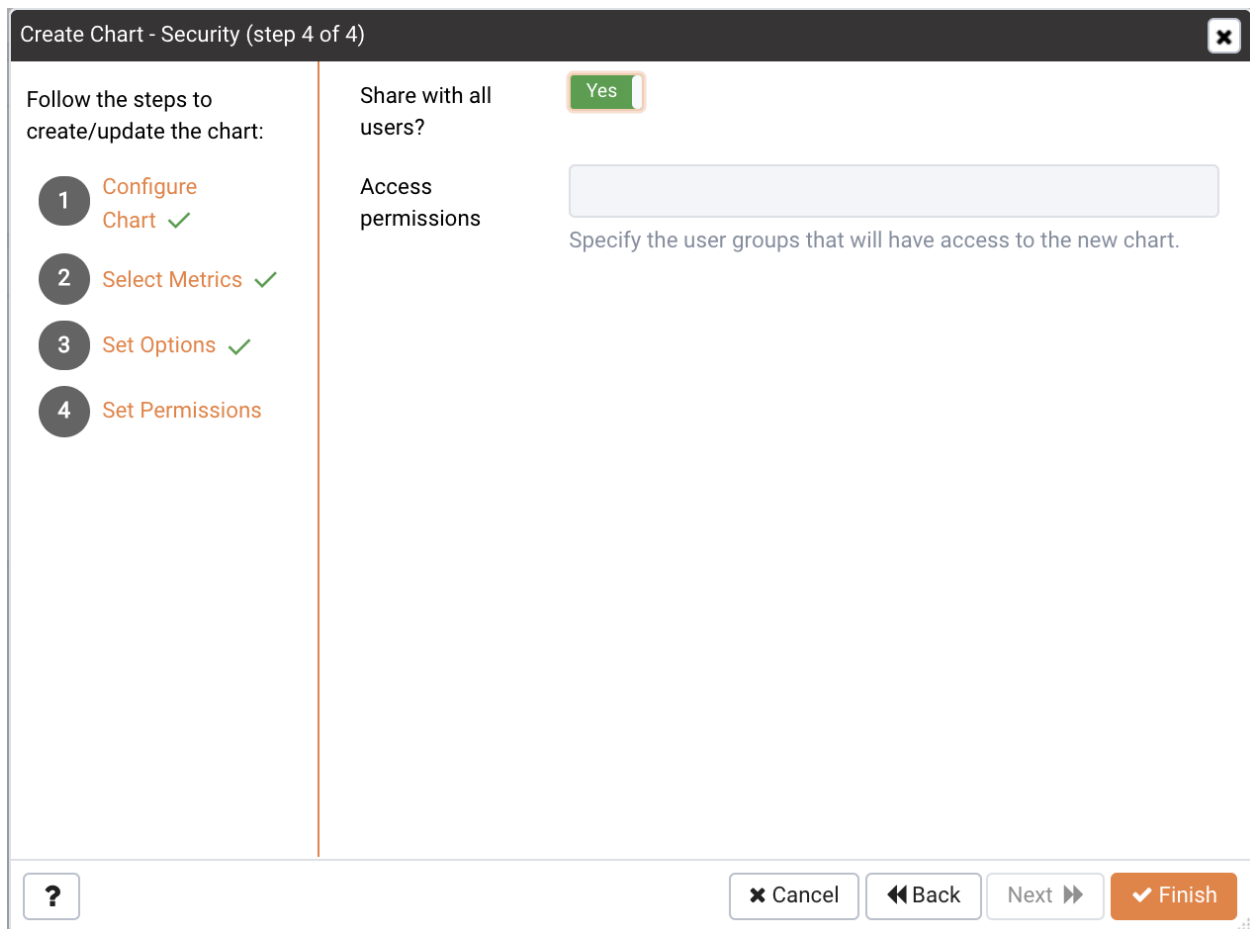 Create Chart - Security (step 4 of 4)
Follow the steps to
create/update the chart:
1
Configure
Chart
2
Select Metrics
3
Set Options
4
Set Permissions
Share with all
users?
Yes
Access
permissions
Specify the user groups that will have access to the new chart.
?
Cancel
Back
Next
Finish